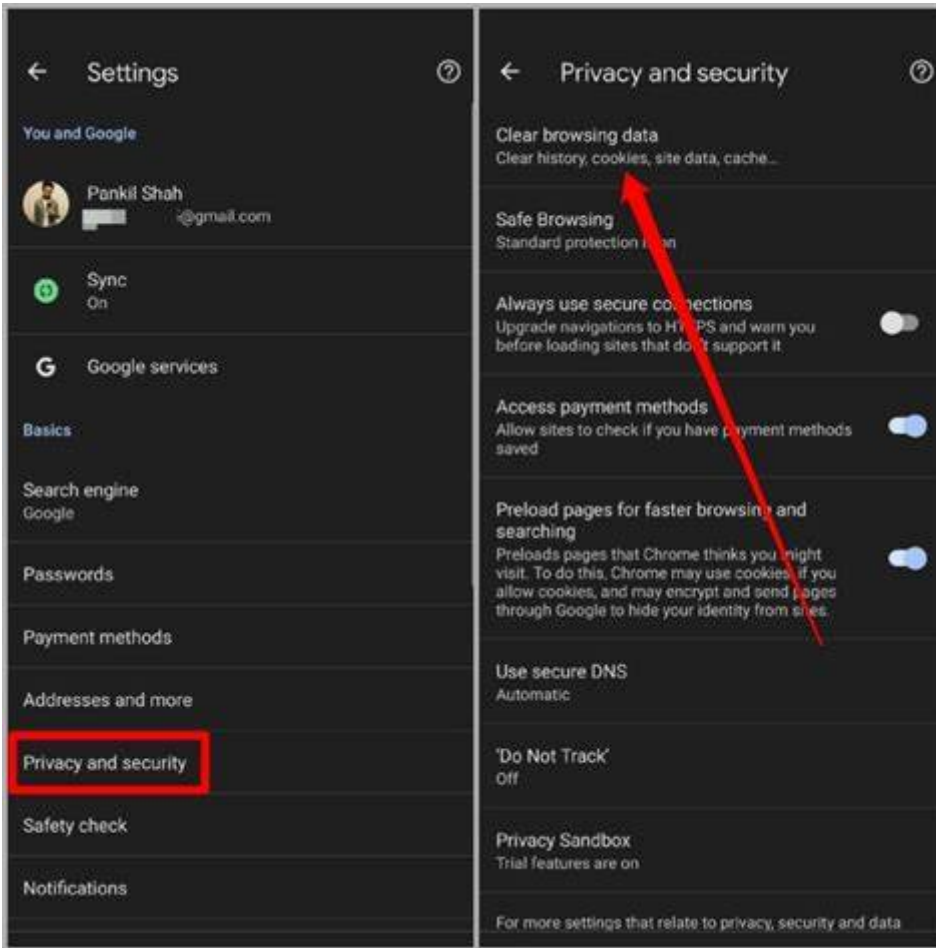 Settings
You and Google
Pankil Shah
@gmail.com
Sync
On
Google services
Basics
Search engine
Google
Passwords
Payment methods
Addresses and more
Privacy and security
Safety check
Notifications
Privacy and security
Clear browsing data
Clear history, cookies, site data, cache...
Safe Browsing
Standard protection is on
Always use secure connections
Upgrade navigations to HTTPS and warn you
before loading sites that don't support it
Access payment methods
Allow sites to check if you have payment methods
saved
Preload pages for faster browsing and
searching
Preloads pages that Chrome thinks you might
visit. To do this, Chrome may use cookies, if you
allow cookies, and may encrypt and send pages
through Google to hide your identity from sites.
Use secure DNS
Automatic
'Do Not Track'
Off
Privacy Sandbox
Trial features are on
For more settings that relate to privacy, security and data